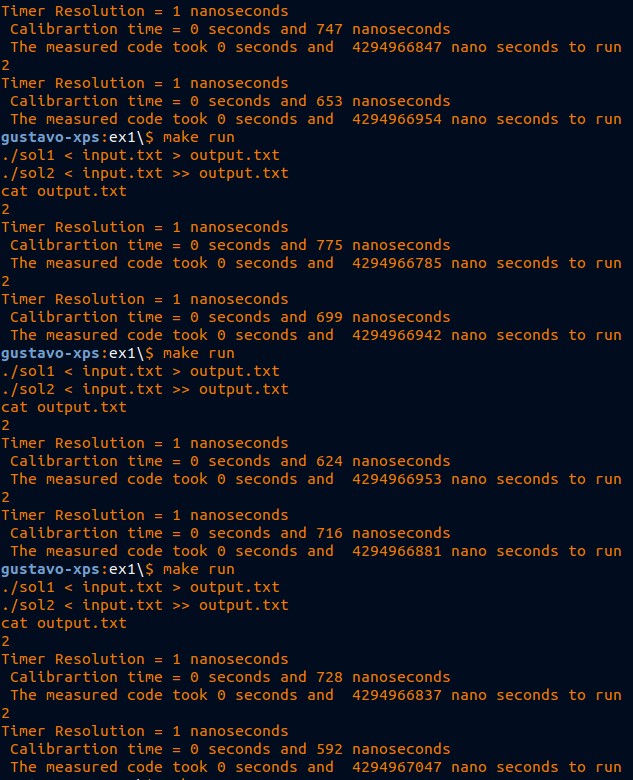 Timer Resolution = 1 nanoseconds
 Calibrartion time = 0 seconds and 747 nanoseconds
 The measured code took 0 seconds and  4294966847 nano seconds to run
2
Timer Resolution = 1 nanoseconds
 Calibrartion time = 0 seconds and 653 nanoseconds
 The measured code took 0 seconds and  4294966954 nano seconds to run
gustavo-xps:ex1\$ make run
./sol1 < input.txt > output.txt
./sol2 < input.txt >> output.txt
cat output.txt
2
Timer Resolution = 1 nanoseconds
 Calibrartion time = 0 seconds and 775 nanoseconds
 The measured code took 0 seconds and  4294966785 nano seconds to run
2
Timer Resolution = 1 nanoseconds
 Calibrartion time = 0 seconds and 699 nanoseconds
 The measured code took 0 seconds and  4294966942 nano seconds to run
gustavo-xps:ex1\$ make run
./sol1 < input.txt > output.txt
./sol2 < input.txt >> output.txt
cat output.txt
2
Timer Resolution = 1 nanoseconds
 Calibrartion time = 0 seconds and 624 nanoseconds
 The measured code took 0 seconds and  4294966953 nano seconds to run
2
Timer Resolution = 1 nanoseconds
 Calibrartion time = 0 seconds and 716 nanoseconds
 The measured code took 0 seconds and  4294966881 nano seconds to run
gustavo-xps:ex1\$ make run
./sol1 < input.txt > output.txt
./sol2 < input.txt >> output.txt
cat output.txt
2
Timer Resolution = 1 nanoseconds
 Calibrartion time = 0 seconds and 728 nanoseconds
 The measured code took 0 seconds and  4294966837 nano seconds to run
2
Timer Resolution = 1 nanoseconds
 Calibrartion time = 0 seconds and 592 nanoseconds
 The measured code took 0 seconds and  4294967047 nano seconds to run